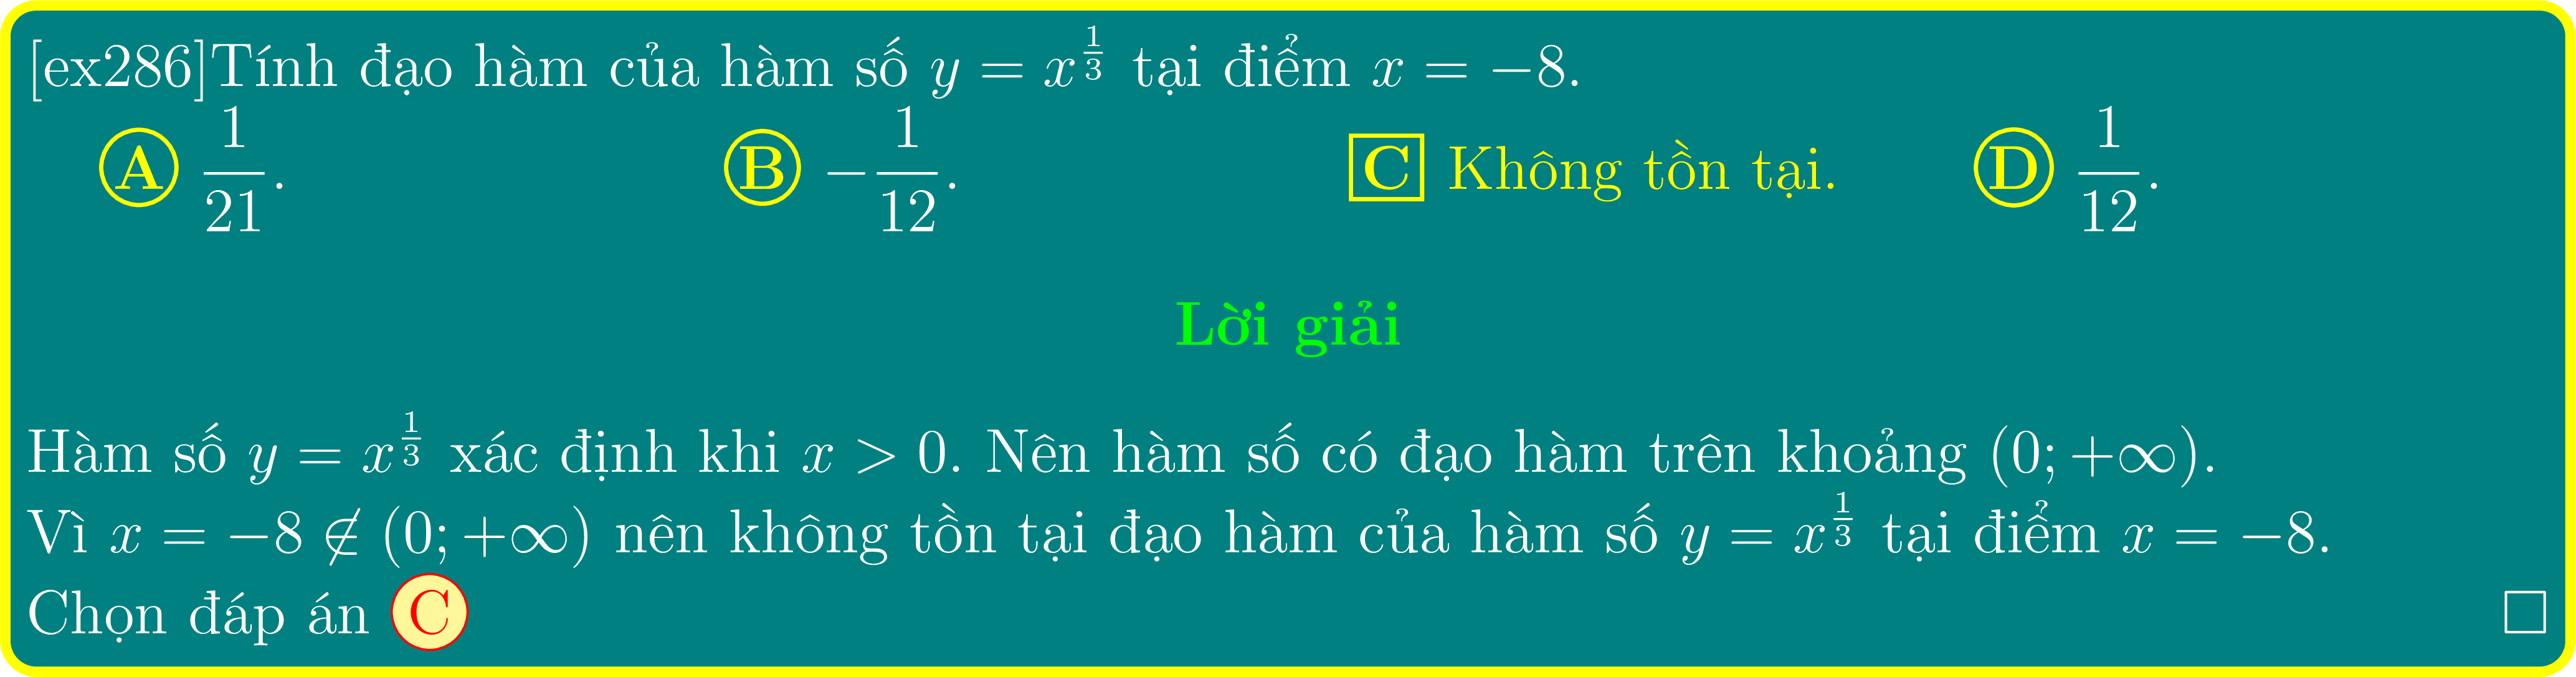 [ex286]Tính đạo hàm của hàm số $y = x^{\frac{1}{3}}$ tại điểm $x = -8$.
A $\frac{1}{21}$. B $-\frac{1}{12}$. C Không tồn tại. D $\frac{1}{12}$.
Lời giải
Hàm số $y = x^{\frac{1}{3}}$ xác định khi $x > 0$. Nên hàm số có đạo hàm trên khoảng $(0; +\infty)$.
Vì $x = -8 \notin (0; +\infty)$ nên không tồn tại đạo hàm của hàm số $y = x^{\frac{1}{3}}$ tại điểm $x = -8$.
Chọn đáp án C □